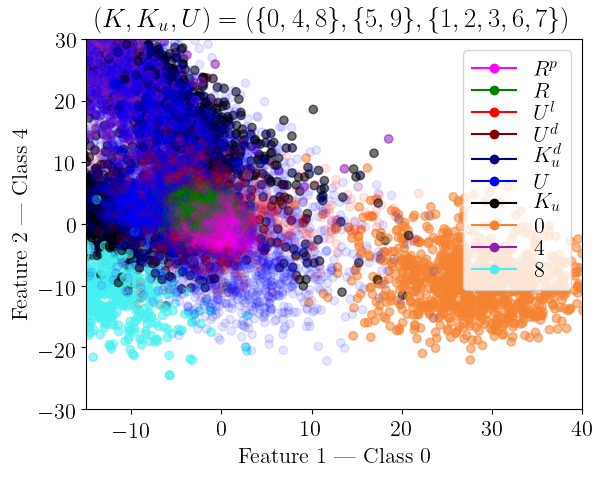 (K, K_u, U) = ({0, 4, 8}, {5, 9}, {1, 2, 3, 6, 7})
30
20
10
0
−10
−20
−30
Feature 2 — Class 4
R^p
R
U^l
U^d
K_u^d
U
K_u
0
4
8
−10
0
10
20
30
40
Feature 1 — Class 0